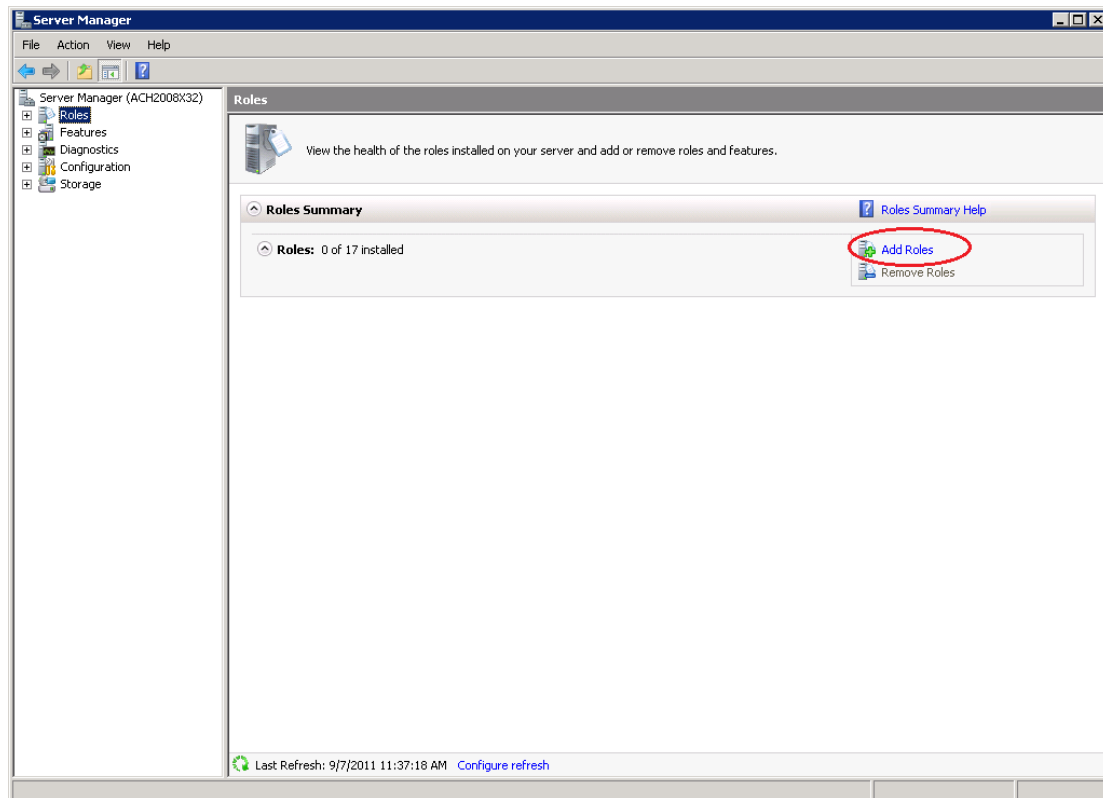 Server Manager
File Action View Help
Server Manager (ACH2008X32)
Roles
Features
Diagnostics
Configuration
Storage
Roles
View the health of the roles installed on your server and add or remove roles and features.
Roles Summary
Roles Summary Help
Roles: 0 of 17 installed
Add Roles
Remove Roles
Last Refresh: 9/7/2011 11:37:18 AM Configure refresh